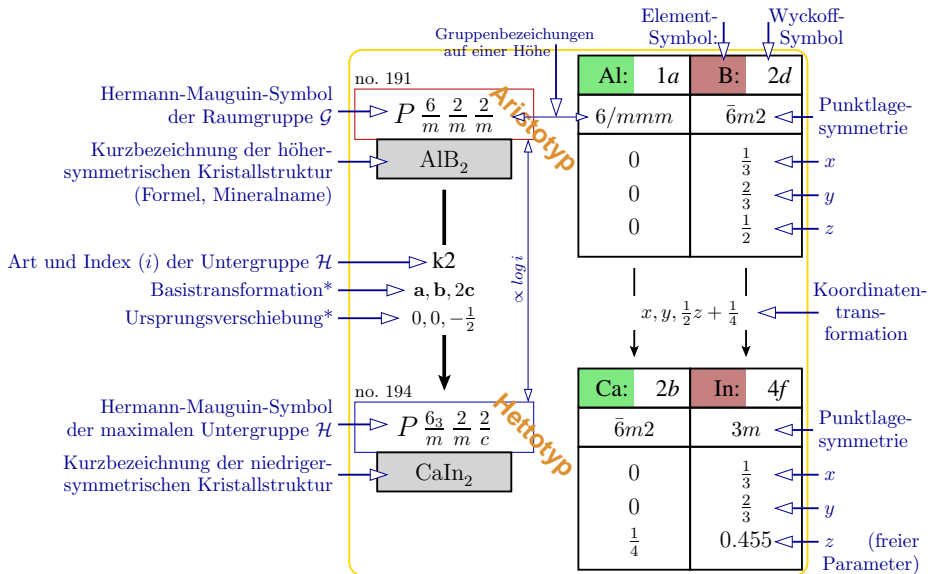 Element-
Symbol:
Wyckoff-
Symbol
Gruppenbezeichungen
auf einer Höhe
no. 191
Hermann-Mauguin-Symbol
der Raumgruppe 𝒢
P 6/m 2/m 2/m
Aristotyp
Al: 1a B: 2d
6/mmm 6̄m2
Punktlage-
symmetrie
Kurzbezeichnung der höher-
symmetrischen Kristallstruktur
(Formel, Mineralname)
AlB₂
0 1/3 x
0 2/3 y
0 1/2 z
Art und Index (i) der Untergruppe ℋ
k2
Basistransformation*
a, b, 2c
Ursprungsverschiebung*
0, 0, −1/2
∝ log i
x, y, 1/2z + 1/4
Koordinaten-
trans-
formation
no. 194
Hermann-Mauguin-Symbol
der maximalen Untergruppe ℋ
P 6₃/m 2/m 2/c
Hettotyp
Ca: 2b In: 4f
6̄m2 3m
Punktlage-
symmetrie
Kurzbezeichnung der niedriger-
symmetrischen Kristallstruktur
CaIn₂
0 1/3 x
0 2/3 y
1/4 0.455 z (freier
Parameter)